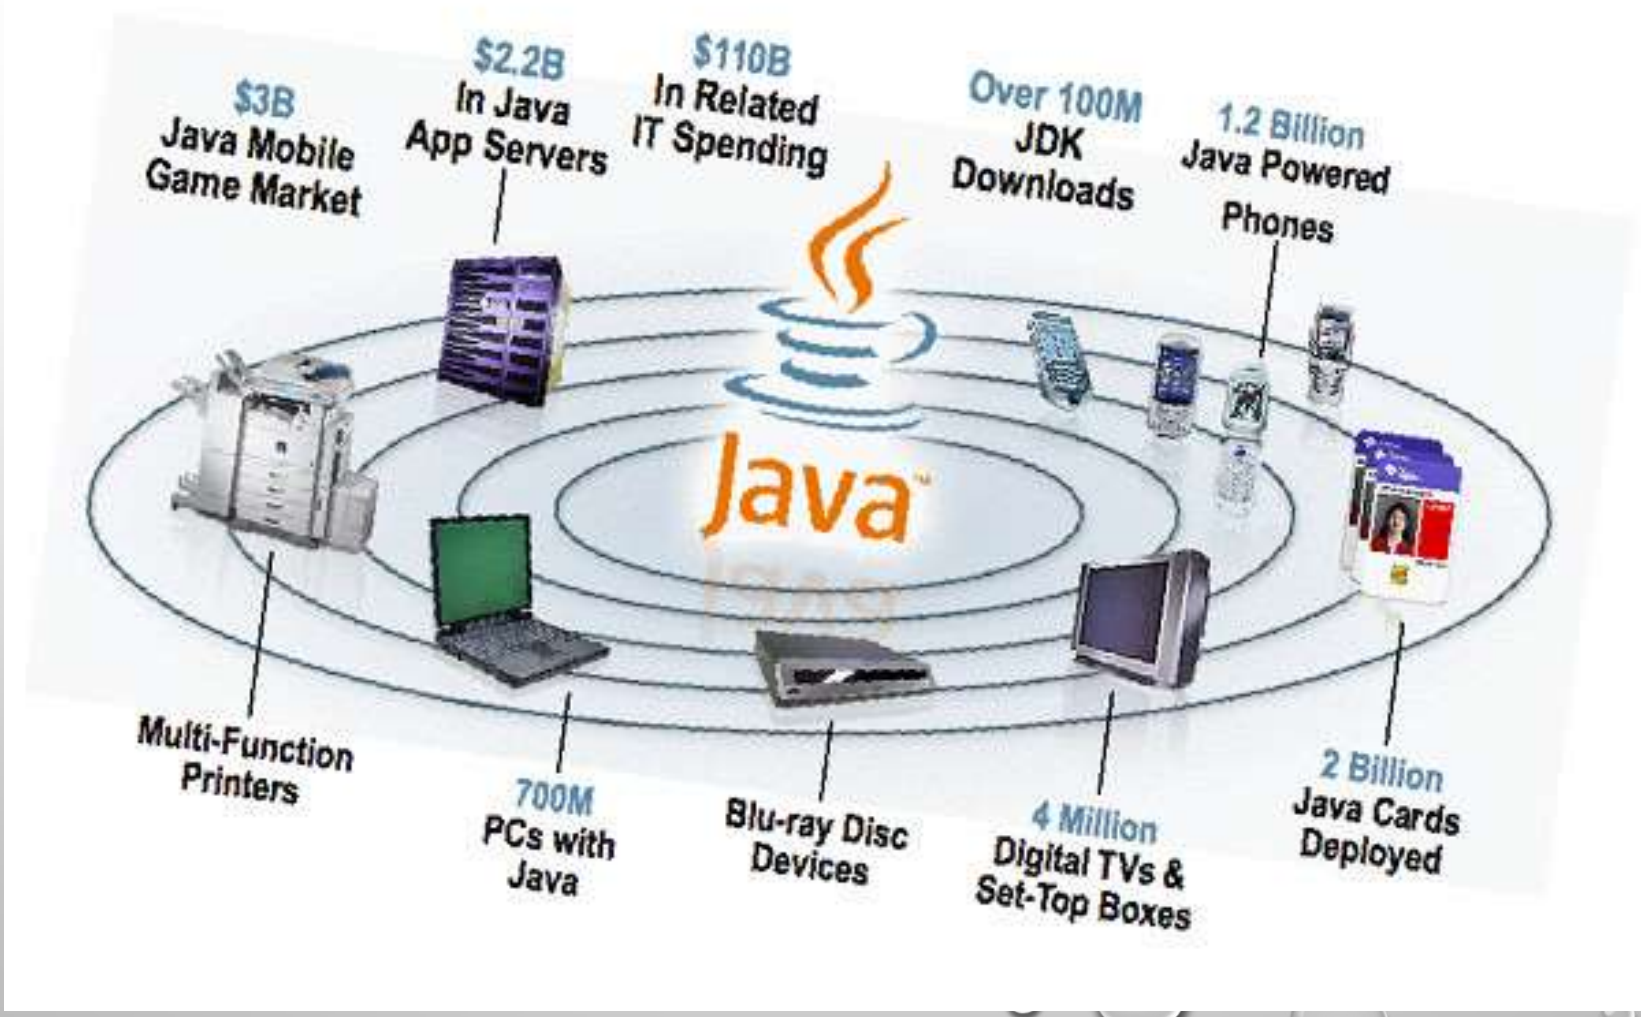 $3B
Java Mobile
Game Market
$2.2B
In Java
App Servers
$110B
In Related
IT Spending
Over 100M
JDK
Downloads
1.2 Billion
Java Powered
Phones
Java™
Multi-Function
Printers
700M
PCs with
Java
Blu-ray Disc
Devices
4 Million
Digital TVs &
Set-Top Boxes
2 Billion
Java Cards
Deployed